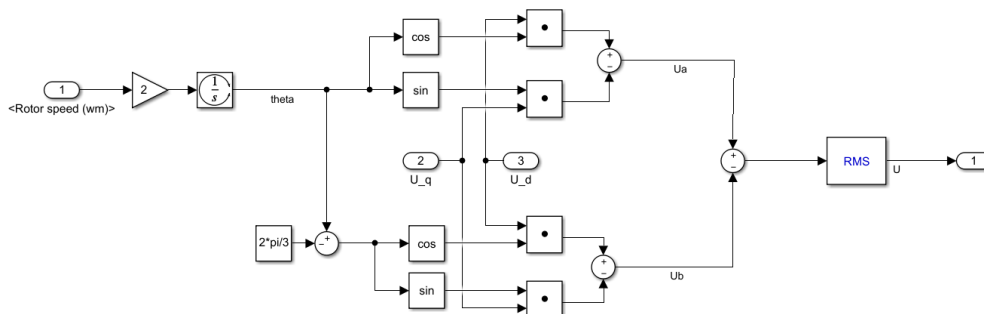 cos
Ua
1
<Rotor speed (wm)>
2
1
s
theta
sin
2
U_q
3
U_d
RMS
U
1
2*pi/3
cos
Ub
sin